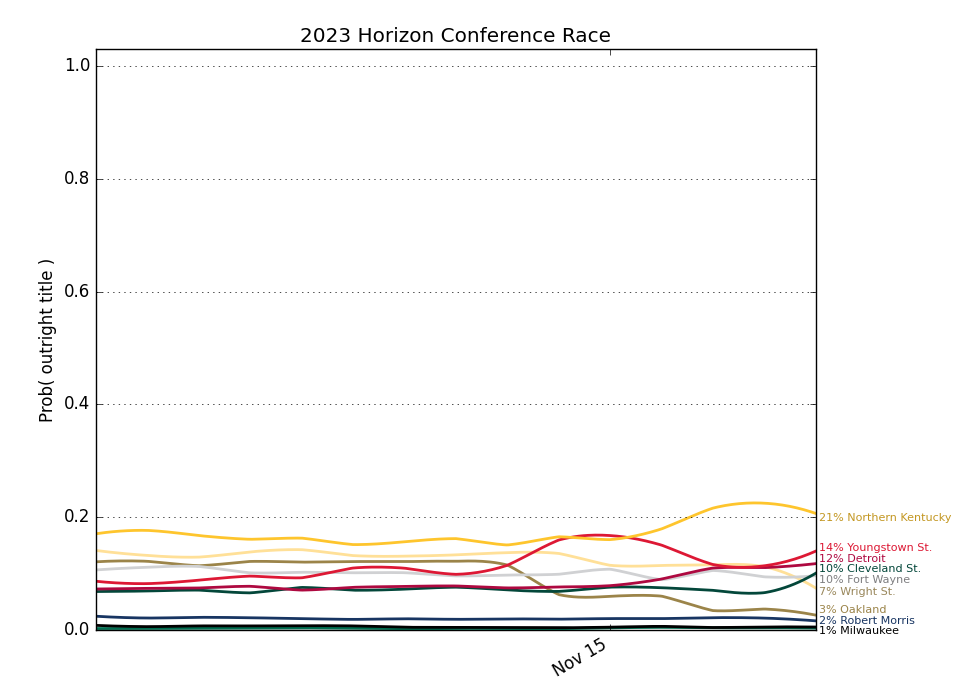 2023 Horizon Conference Race
Prob( outright title )
1.0
0.8
0.6
0.4
0.2
0.0
Nov 15
21% Northern Kentucky
14% Youngstown St.
12% Detroit
10% Cleveland St.
10% Fort Wayne
7% Wright St.
3% Oakland
2% Robert Morris
1% Milwaukee